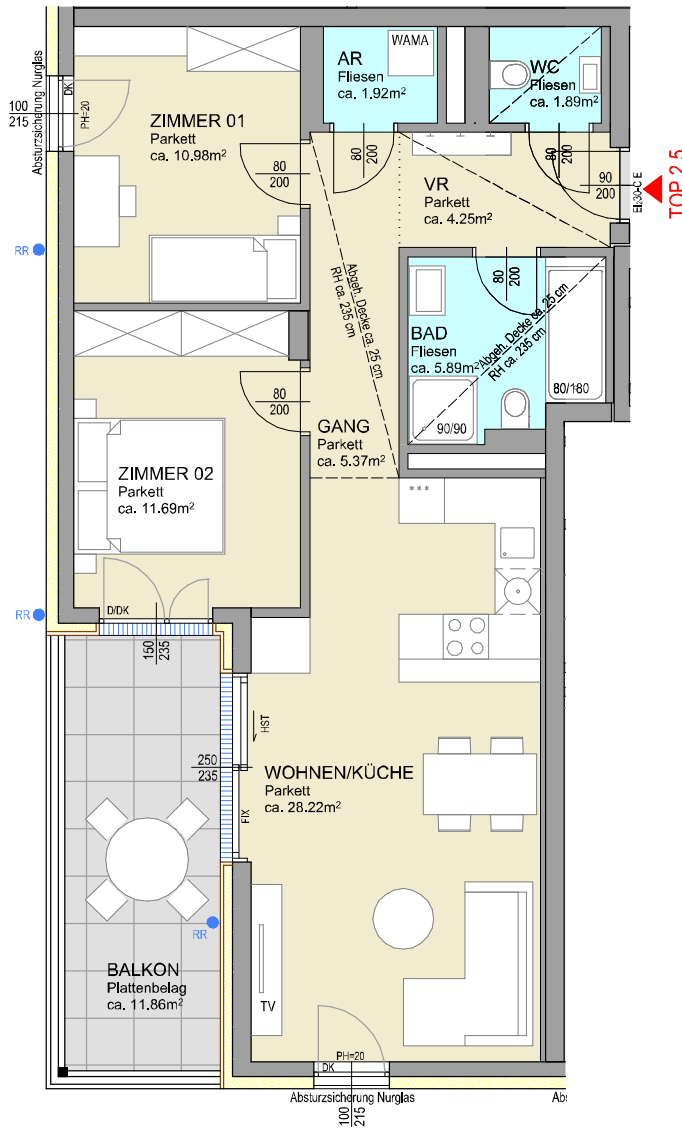 AR
Fliesen
ca. 1.92m²
WAMA
WC
Fliesen
ca. 1.89m²
100
215
Absturzsicherung Nurglas
DK
PH=20
ZIMMER 01
Parkett
ca. 10.98m²
80
200
80
200
80
200
90
200
EI₂30-C E
TOP 2.5
VR
Parkett
ca. 4.25m²
RR
Abgeh. Decke ca. 25 cm
RH ca. 235 cm
80
200
BAD
Fliesen
ca. 5.89m²
Abgeh. Decke ca. 25 cm
RH ca. 235 cm
80/180
90/90
80
200
GANG
Parkett
ca. 5.37m²
ZIMMER 02
Parkett
ca. 11.69m²
***
RR
D/DK
150
235
HST
250
235
FIX
WOHNEN/KÜCHE
Parkett
ca. 28.22m²
RR
BALKON
Plattenbelag
ca. 11.86m²
TV
PH=20
DK
Absturzsicherung Nurglas
100
215
Abs